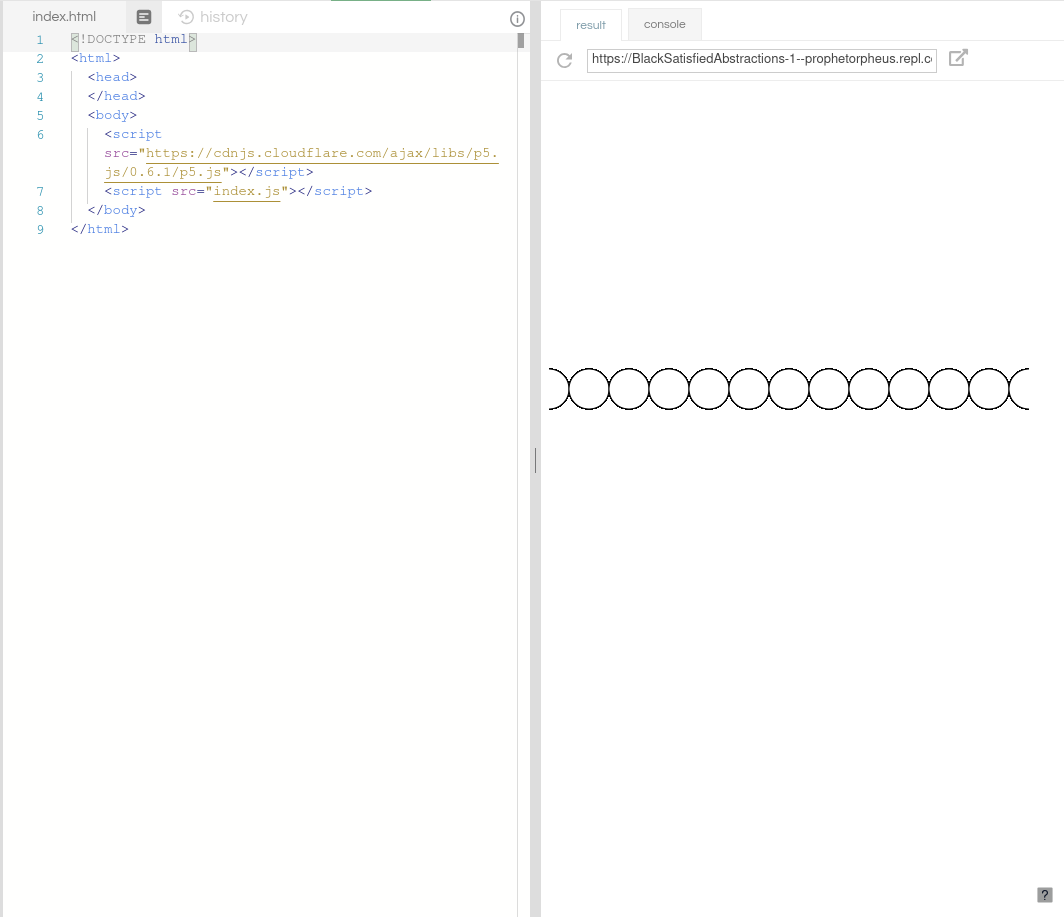 index.html
history
1 <!DOCTYPE html>
2 <html>
3 <head>
4 </head>
5 <body>
6 <script
src="https://cdnjs.cloudflare.com/ajax/libs/p5.
js/0.6.1/p5.js"></script>
7 <script src="index.js"></script>
8 </body>
9 </html>
result
console
https://BlackSatisfiedAbstractions-1--prophetorpheus.repl.c
?